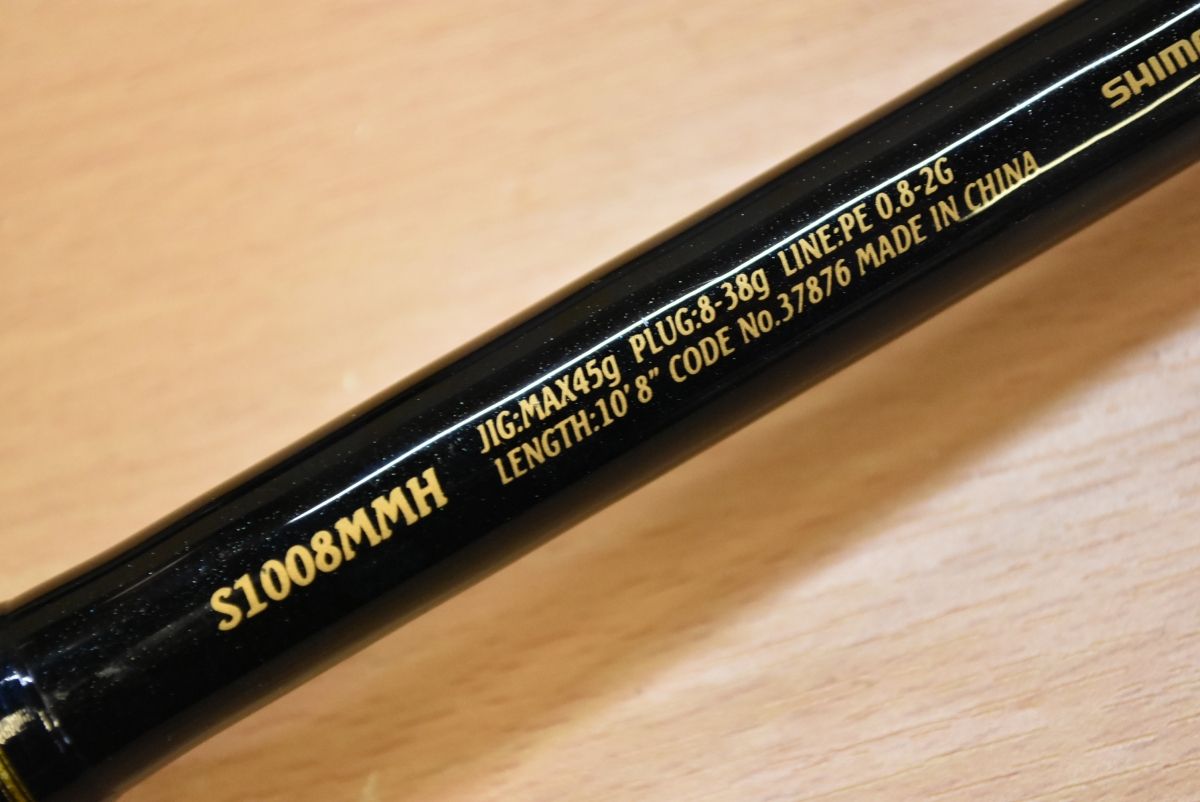 S1008MMH
JIG:MAX45g PLUG:8-38g LINE:PE 0.8-2G
LENGTH:10'8" CODE No.37876 MADE IN CHINA